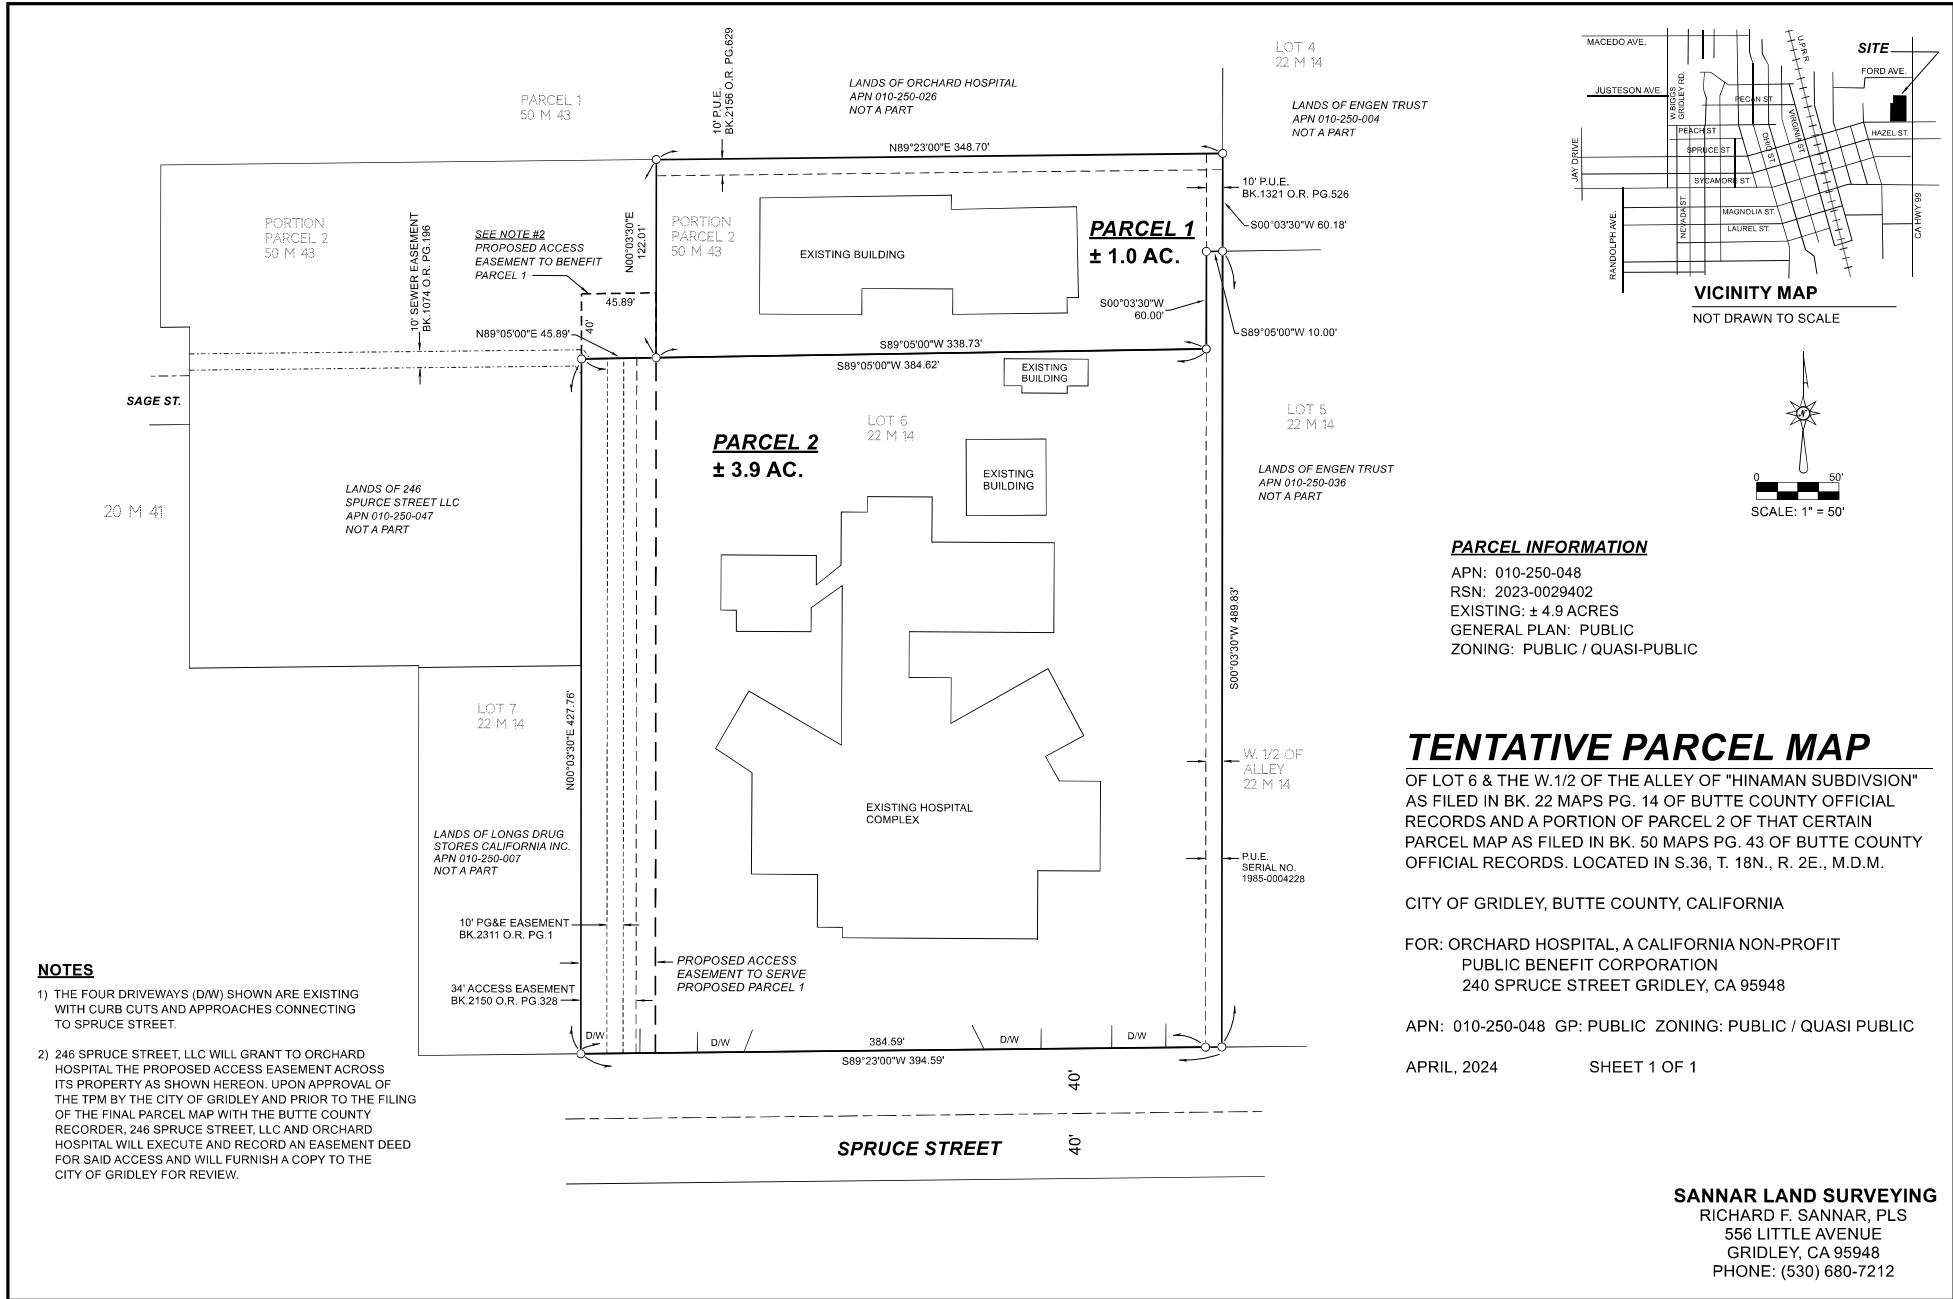 PARCEL 1
50 M 43
10' P.U.E.
BK.2156 O.R. PG.629
LANDS OF ORCHARD HOSPITAL
APN 010-250-026
NOT A PART
LOT 4
22 M 14
LANDS OF ENGEN TRUST
APN 010-250-004
NOT A PART
N89°23'00"E 348.70'
10' P.U.E.
BK.1321 O.R. PG.526
S00°03'30"W 60.18'
PORTION
PARCEL 2
50 M 43
10' SEWER EASEMENT
BK.1074 O.R. PG.196
SEE NOTE #2
PROPOSED ACCESS
EASEMENT TO BENEFIT
PARCEL 1
N00°03'30"E
122.01'
PORTION
PARCEL 2
50 M 43
EXISTING BUILDING
PARCEL 1
± 1.0 AC.
45.89'
40'
N89°05'00"E 45.89'
S00°03'30"W
60.00'
S89°05'00"W 10.00'
S89°05'00"W 338.73'
S89°05'00"W 384.62'
EXISTING
BUILDING
SAGE ST.
LOT 6
22 M 14
PARCEL 2
± 3.9 AC.
LOT 5
22 M 14
EXISTING
BUILDING
LANDS OF ENGEN TRUST
APN 010-250-036
NOT A PART
20 M 41
LANDS OF 246
SPURCE STREET LLC
APN 010-250-047
NOT A PART
S00°03'30"W 489.83'
LOT 7
22 M 14
N00°03'30"E 427.76'
W. 1/2 OF
ALLEY
22 M 14
EXISTING HOSPITAL
COMPLEX
LANDS OF LONGS DRUG
STORES CALIFORNIA INC.
APN 010-250-007
NOT A PART
P.U.E.
SERIAL NO.
1985-0004228
10' PG&E EASEMENT
BK.2311 O.R. PG.1
PROPOSED ACCESS
EASEMENT TO SERVE
PROPOSED PARCEL 1
34' ACCESS EASEMENT
BK.2150 O.R. PG.328
D/W
D/W
384.59'
D/W
D/W
S89°23'00"W 394.59'
40'
40'
SPRUCE STREET
NOTES
1) THE FOUR DRIVEWAYS (D/W) SHOWN ARE EXISTING
WITH CURB CUTS AND APPROACHES CONNECTING
TO SPRUCE STREET.
2) 246 SPRUCE STREET, LLC WILL GRANT TO ORCHARD
HOSPITAL THE PROPOSED ACCESS EASEMENT ACROSS
ITS PROPERTY AS SHOWN HEREON. UPON APPROVAL OF
THE TPM BY THE CITY OF GRIDLEY AND PRIOR TO THE FILING
OF THE FINAL PARCEL MAP WITH THE BUTTE COUNTY
RECORDER, 246 SPRUCE STREET, LLC AND ORCHARD
HOSPITAL WILL EXECUTE AND RECORD AN EASEMENT DEED
FOR SAID ACCESS AND WILL FURNISH A COPY TO THE
CITY OF GRIDLEY FOR REVIEW.
MACEDO AVE.
U.P.R.R.
SITE
FORD AVE.
JUSTESON AVE.
W.BIGGS
GRIDLEY RD.
PECAN ST.
VIRGINIA ST.
PEACH ST
OHIO ST.
HAZEL ST.
SPRUCE ST
JAY DRIVE
SYCAMORE ST
NEVADA ST.
MAGNOLIA ST.
LAUREL ST.
RANDOLPH AVE.
CA HWY 99
VICINITY MAP
NOT DRAWN TO SCALE
N
0 50'
SCALE: 1" = 50'
PARCEL INFORMATION
APN: 010-250-048
RSN: 2023-0029402
EXISTING: ± 4.9 ACRES
GENERAL PLAN: PUBLIC
ZONING: PUBLIC / QUASI-PUBLIC
TENTATIVE PARCEL MAP
OF LOT 6 & THE W.1/2 OF THE ALLEY OF "HINAMAN SUBDIVSION"
AS FILED IN BK. 22 MAPS PG. 14 OF BUTTE COUNTY OFFICIAL
RECORDS AND A PORTION OF PARCEL 2 OF THAT CERTAIN
PARCEL MAP AS FILED IN BK. 50 MAPS PG. 43 OF BUTTE COUNTY
OFFICIAL RECORDS. LOCATED IN S.36, T. 18N., R. 2E., M.D.M.
CITY OF GRIDLEY, BUTTE COUNTY, CALIFORNIA
FOR: ORCHARD HOSPITAL, A CALIFORNIA NON-PROFIT
PUBLIC BENEFIT CORPORATION
240 SPRUCE STREET GRIDLEY, CA 95948
APN: 010-250-048 GP: PUBLIC ZONING: PUBLIC / QUASI PUBLIC
APRIL, 2024 SHEET 1 OF 1
SANNAR LAND SURVEYING
RICHARD F. SANNAR, PLS
556 LITTLE AVENUE
GRIDLEY, CA 95948
PHONE: (530) 680-7212